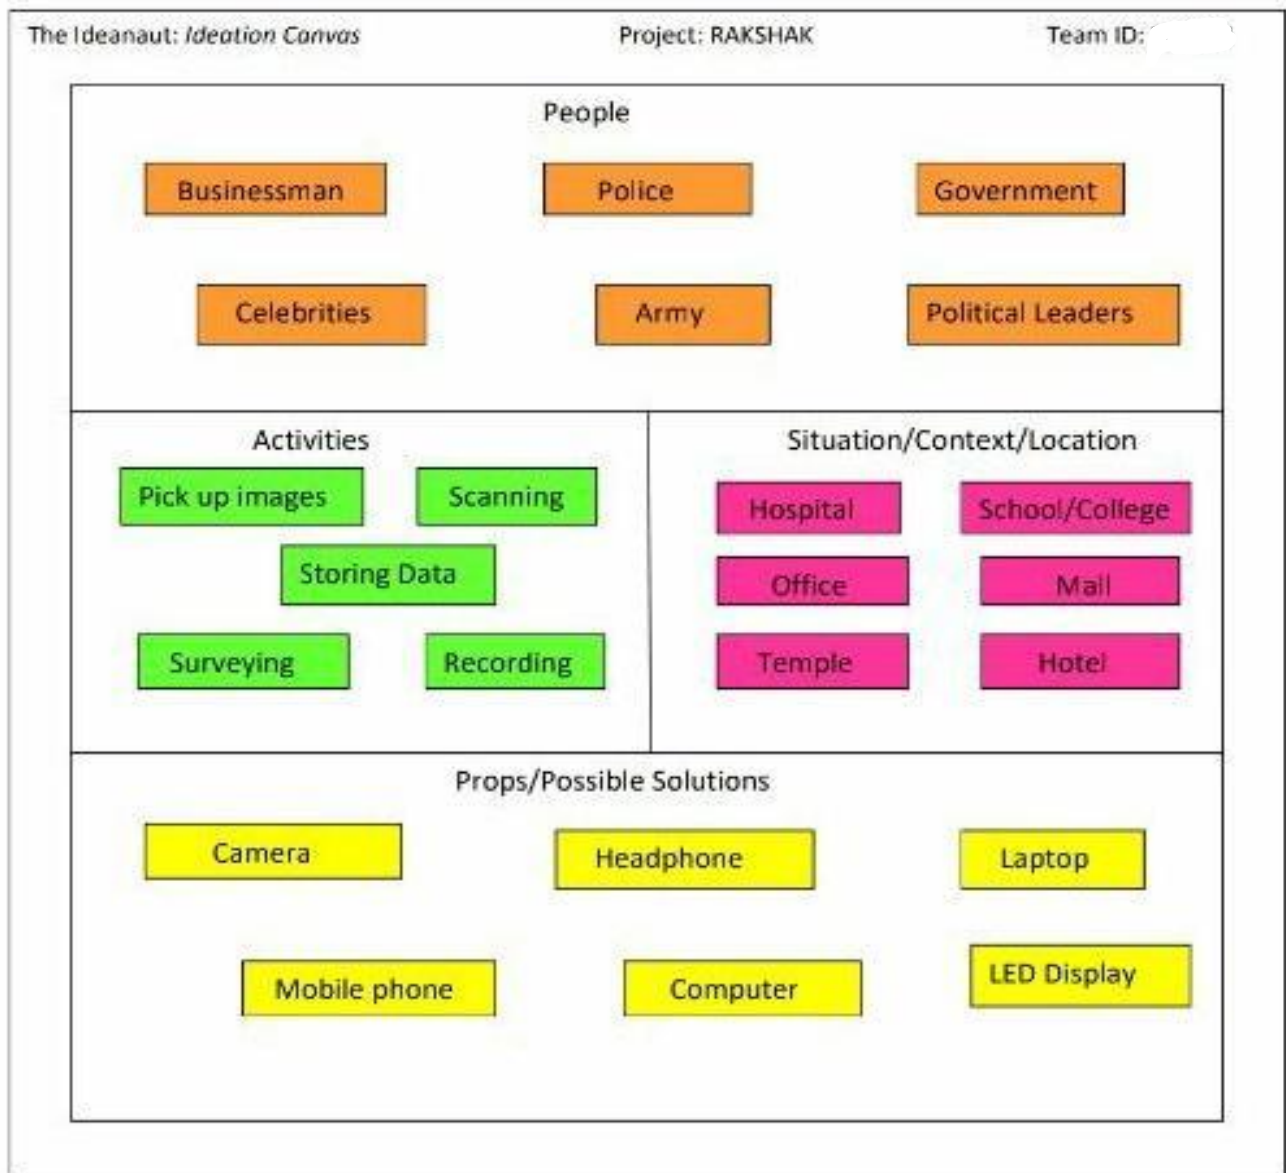 The Ideanaut: Ideation Canvas Project: RAKSHAK Team ID:
People
Businessman Police Government
Celebrities Army Political Leaders
Activities
Pick up images Scanning
Storing Data
Surveying Recording
Situation/Context/Location
Hospital School/College
Office Mall
Temple Hotel
Props/Possible Solutions
Camera Headphone Laptop
Mobile phone Computer LED Display